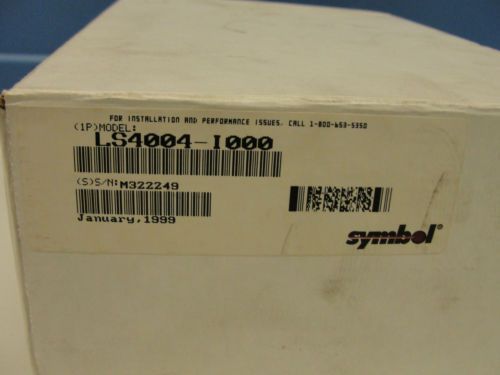 FOR INSTALLATION AND PERFORMANCE ISSUES, CALL 1-800-653-5350
(1P)MODEL:
LS4004-I000
(S)S/N:M322249
January,1999
symbol®